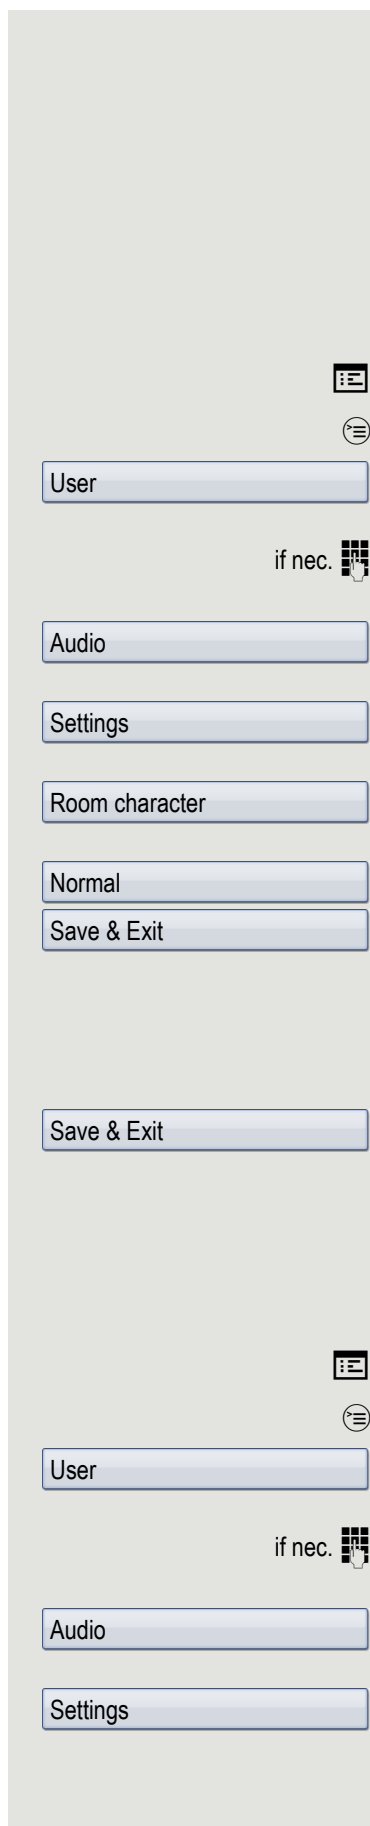 User
if nec.
Audio
Settings
Room character
Normal
Save & Exit
Save & Exit
User
if nec.
Audio
Settings